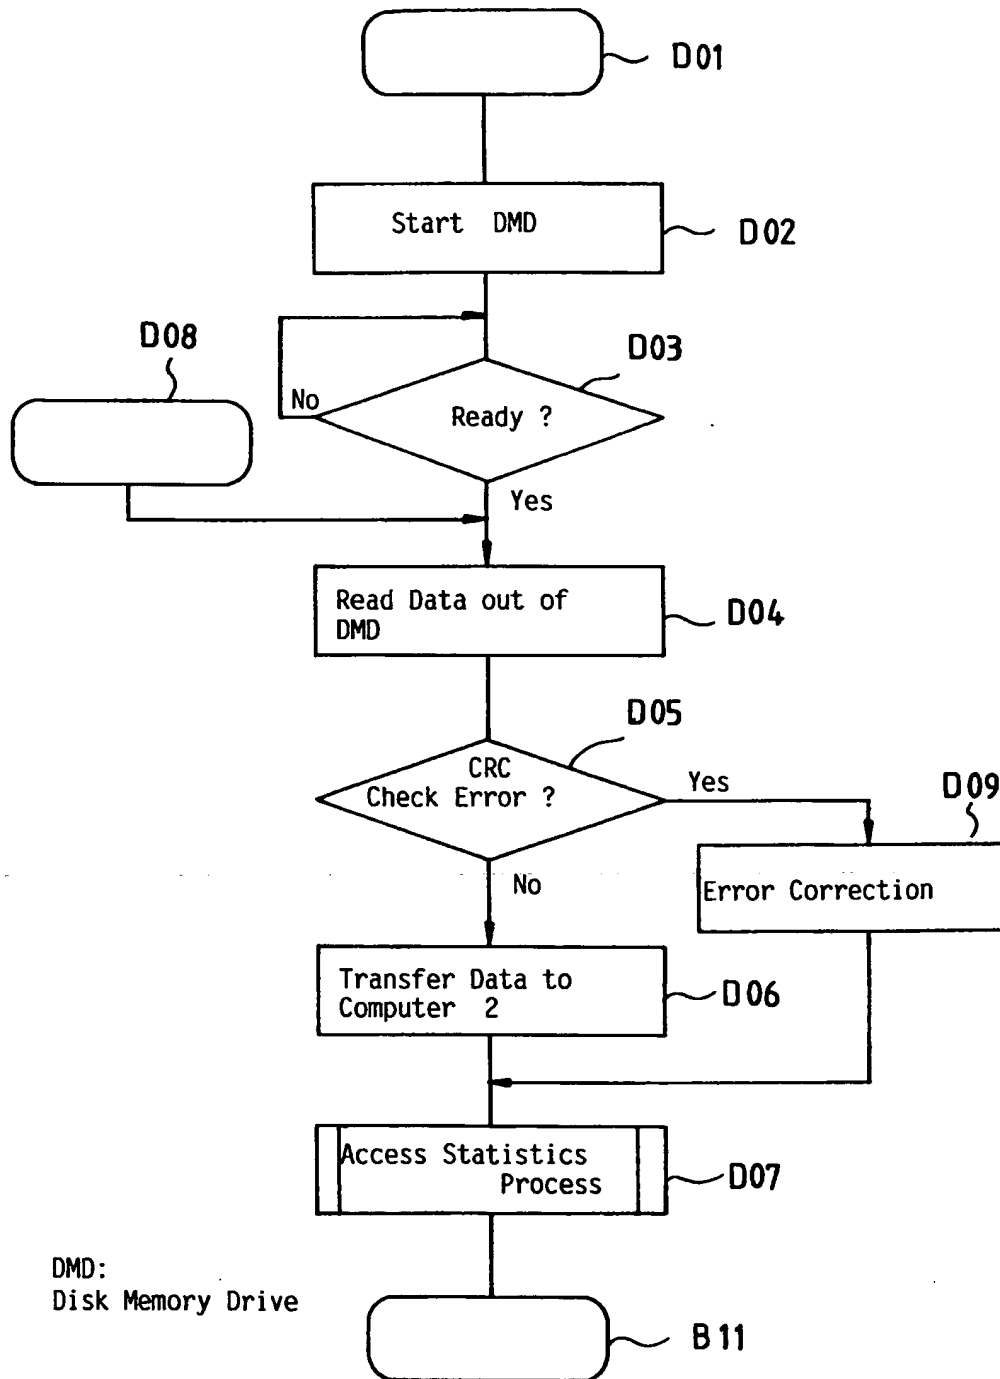 D01
Start DMD
D02
D08
D03
No
Ready ?
Yes
Read Data out of
DMD
D04
D05
CRC
Check Error ?
Yes
D09
No
Error Correction
Transfer Data to
Computer 2
D06
Access Statistics
Process
D07
DMD:
Disk Memory Drive
B11